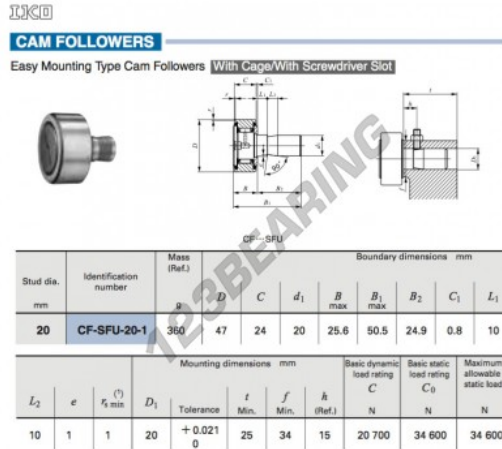 IKO
CAM FOLLOWERS
Easy Mounting Type Cam Followers With Cage/With Screwdriver Slot
CF…SFU
Stud dia. mm
Identification number
Mass (Ref.) g
Boundary dimensions mm
D C d1 B max B1 max B2 C1 L1
20 CF-SFU-20-1 360 47 24 20 25.6 50.5 24.9 0.8 10
Mounting dimensions mm
Basic dynamic load rating C N
Basic static load rating C0 N
Maximum allowable static load N
L2 e rs min (1) D1 Tolerance t Min. f Min. h (Ref.)
10 1 1 20 +0.021 0 25 34 15 20 700 34 600 34 600
123BEARING